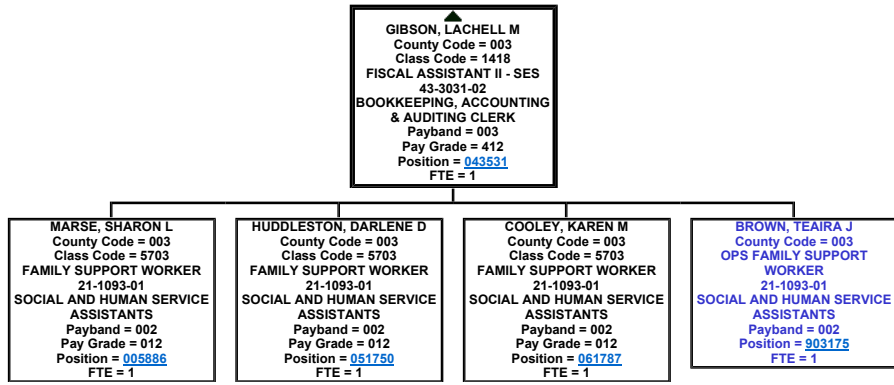 GIBSON, LACHELL M
County Code = 003
Class Code = 1418
FISCAL ASSISTANT II - SES
43-3031-02
BOOKKEEPING, ACCOUNTING
& AUDITING CLERK
Payband = 003
Pay Grade = 412
Position = 043531
FTE = 1
MARSE, SHARON L
County Code = 003
Class Code = 5703
FAMILY SUPPORT WORKER
21-1093-01
SOCIAL AND HUMAN SERVICE
ASSISTANTS
Payband = 002
Pay Grade = 012
Position = 005886
FTE = 1
HUDDLESTON, DARLENE D
County Code = 003
Class Code = 5703
FAMILY SUPPORT WORKER
21-1093-01
SOCIAL AND HUMAN SERVICE
ASSISTANTS
Payband = 002
Pay Grade = 012
Position = 051750
FTE = 1
COOLEY, KAREN M
County Code = 003
Class Code = 5703
FAMILY SUPPORT WORKER
21-1093-01
SOCIAL AND HUMAN SERVICE
ASSISTANTS
Payband = 002
Pay Grade = 012
Position = 061787
FTE = 1
BROWN, TEAIRA J
County Code = 003
OPS FAMILY SUPPORT
WORKER
21-1093-01
SOCIAL AND HUMAN SERVICE
ASSISTANTS
Payband = 002
Position = 903175
FTE = 1